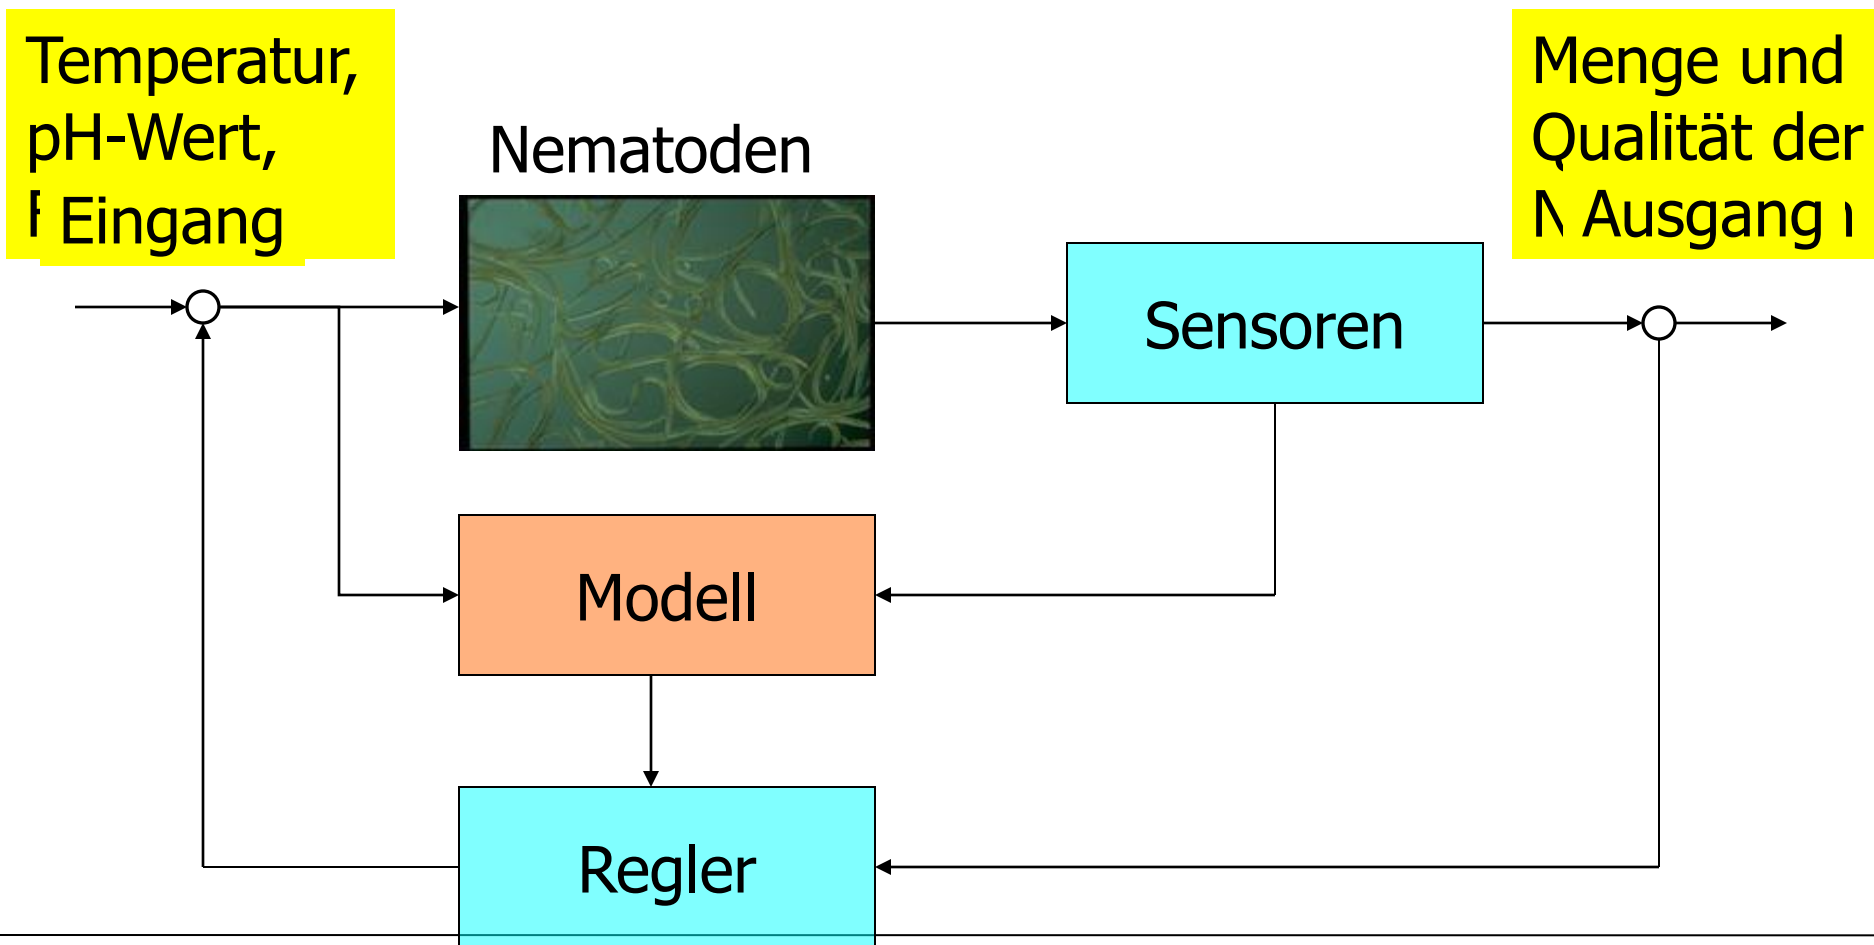 Temperatur,
pH-Wert,
Eingang
Nematoden
Menge und
Qualität der
Ausgang
Sensoren
Modell
Regler